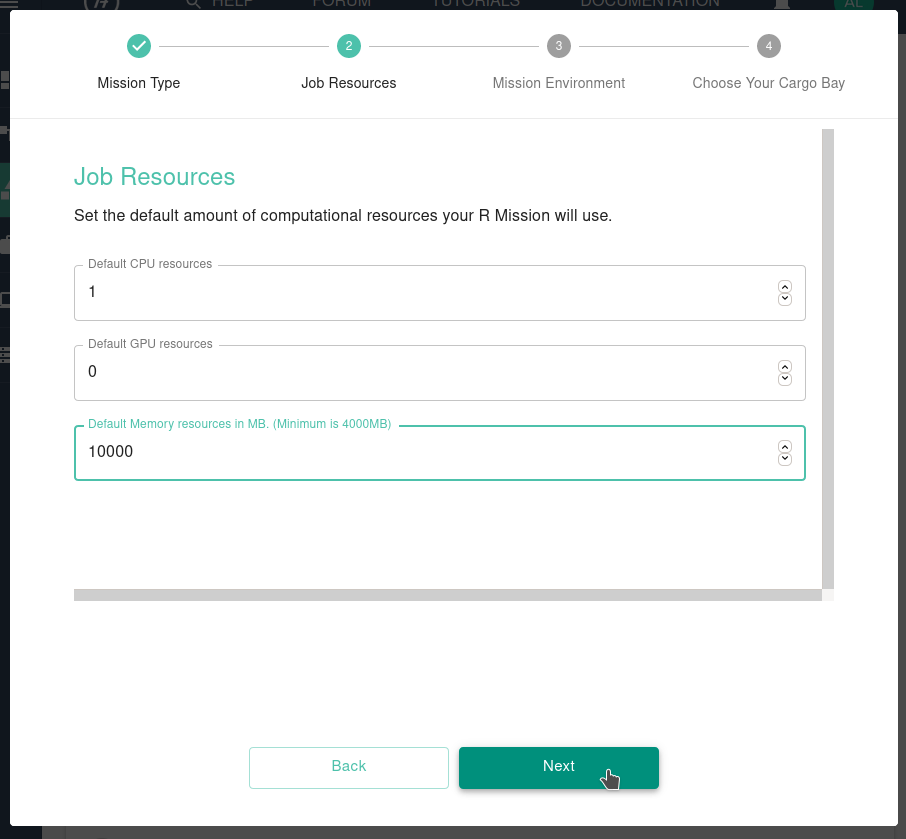 HELP FORUM TUTORIALS DOCUMENTATION AL
2 3 4
Mission Type Job Resources Mission Environment Choose Your Cargo Bay
Job Resources
Set the default amount of computational resources your R Mission will use.
Default CPU resources
1
Default GPU resources
0
Default Memory resources in MB. (Minimum is 4000MB)
10000
Back Next